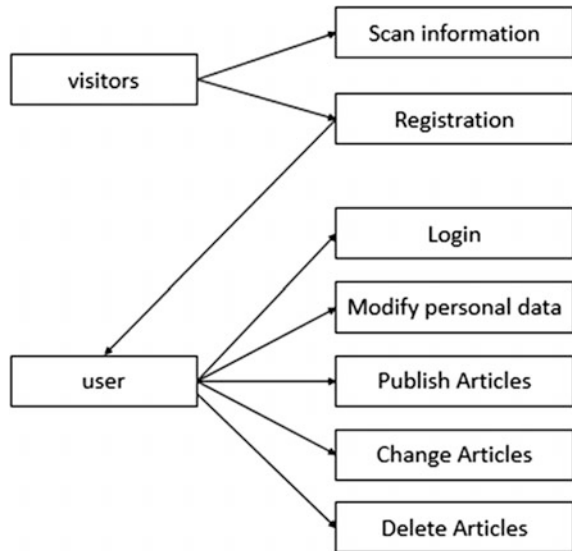 Scan information
visitors
Registration
Login
Modify personal data
user
Publish Articles
Change Articles
Delete Articles